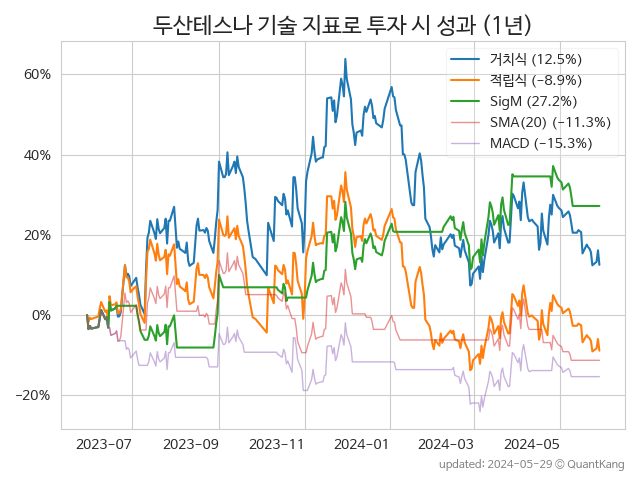 두산테스나 기술 지표로 투자 시 성과 (1년)
거치식 (12.5%)
적립식 (−8.9%)
SigM (27.2%)
SMA(20) (−11.3%)
MACD (−15.3%)
60%
40%
20%
0%
−20%
2023-07 2023-09 2023-11 2024-01 2024-03 2024-05
updated: 2024-05-29 © QuantKang